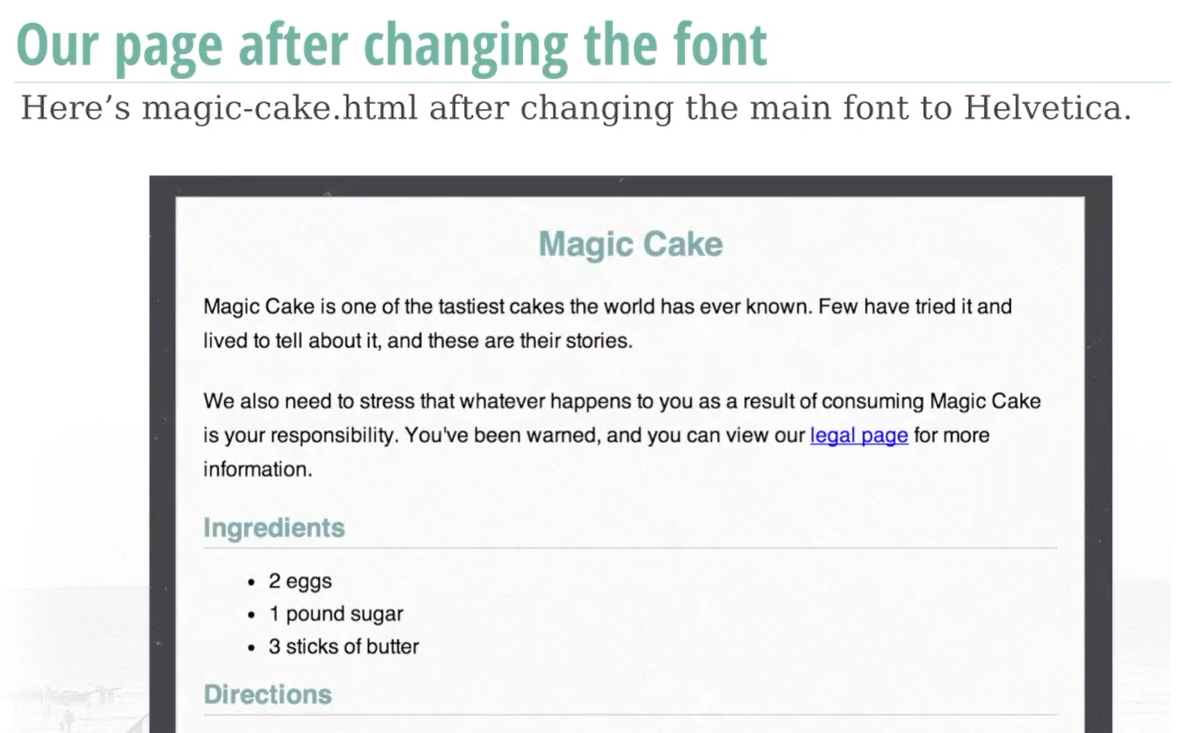 Our page after changing the font
Here’s magic-cake.html after changing the main font to Helvetica.
Magic Cake
Magic Cake is one of the tastiest cakes the world has ever known. Few have tried it and
lived to tell about it, and these are their stories.
We also need to stress that whatever happens to you as a result of consuming Magic Cake
is your responsibility. You've been warned, and you can view our legal page for more
information.
Ingredients
• 2 eggs
• 1 pound sugar
• 3 sticks of butter
Directions